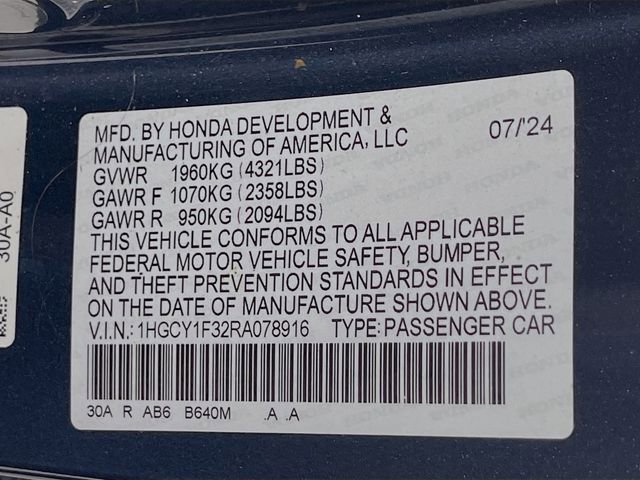 MFD. BY HONDA DEVELOPMENT &
MANUFACTURING OF AMERICA, LLC 07/'24
GVWR 1960KG (4321LBS)
GAWR F 1070KG (2358LBS)
GAWR R 950KG (2094LBS)
THIS VEHICLE CONFORMS TO ALL APPLICABLE
FEDERAL MOTOR VEHICLE SAFETY, BUMPER,
AND THEFT PREVENTION STANDARDS IN EFFECT
ON THE DATE OF MANUFACTURE SHOWN ABOVE.
V.I.N.: 1HGCY1F32RA078916 TYPE: PASSENGER CAR
30A R AB6 B640M .A .A
30A-A0